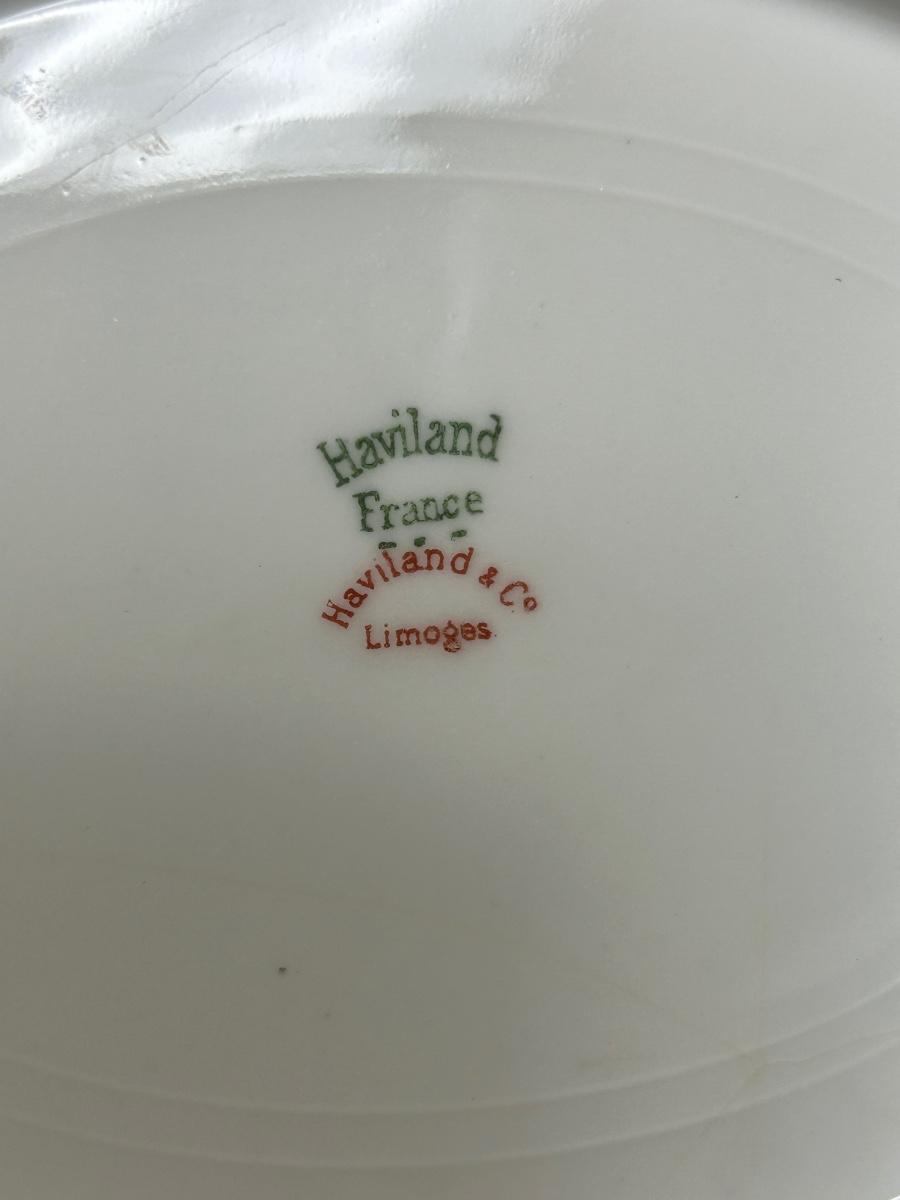 Haviland
France
Haviland & Co
Limoges